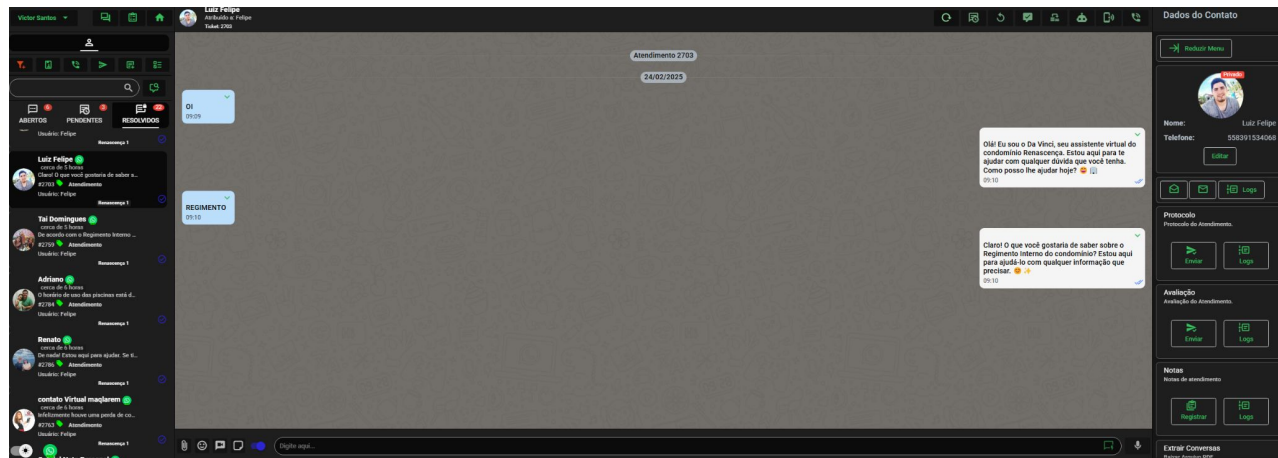 Victor Santos
6
3
22
ABERTOS
PENDENTES
RESOLVIDOS
Usuário: Felipe
Renascença 1
Luiz Felipe
cerca de 5 horas
Claro! O que você gostaria de saber s...
#2703 Atendimento
Usuário: Felipe
Renascença 1
Tai Domingues
cerca de 5 horas
De acordo com o Regimento Interno ...
#2759 Atendimento
Usuário: Felipe
Renascença 1
Adriano
cerca de 6 horas
O horário de uso das piscinas está d...
#2784 Atendimento
Usuário: Felipe
Renascença 1
Renato
cerca de 6 horas
De nada! Estou aqui para ajudar. Se ti...
#2786 Atendimento
Usuário: Felipe
Renascença 1
contato Virtual maqlarem
cerca de 6 horas
Infelizmente houve uma perda de co...
#2763 Atendimento
Usuário: Felipe
Renascença 1
Luiz Felipe
Atribuído a: Felipe
Ticket: 2703
Atendimento 2703
24/02/2025
OI
09:09
Olá! Eu sou o Da Vinci, seu assistente virtual do
condomínio Renascença. Estou aqui para te
ajudar com qualquer dúvida que você tenha.
Como posso lhe ajudar hoje? 😄 🏢
09:10
REGIMENTO
09:10
Claro! O que você gostaria de saber sobre o
Regimento Interno do condomínio? Estou aqui
para ajudá-lo com qualquer informação que
precisar. 😊 ✨
09:10
Digite aqui...
Dados do Contato
Reduzir Menu
Privado
Nome: Luiz Felipe
Telefone: 558391534068
Editar
Logs
Protocolo
Protocolo do Atendimento.
Enviar
Logs
Avaliação
Avaliação do Atendimento.
Enviar
Logs
Notas
Notas de atendimento
Registrar
Logs
Extrair Conversas